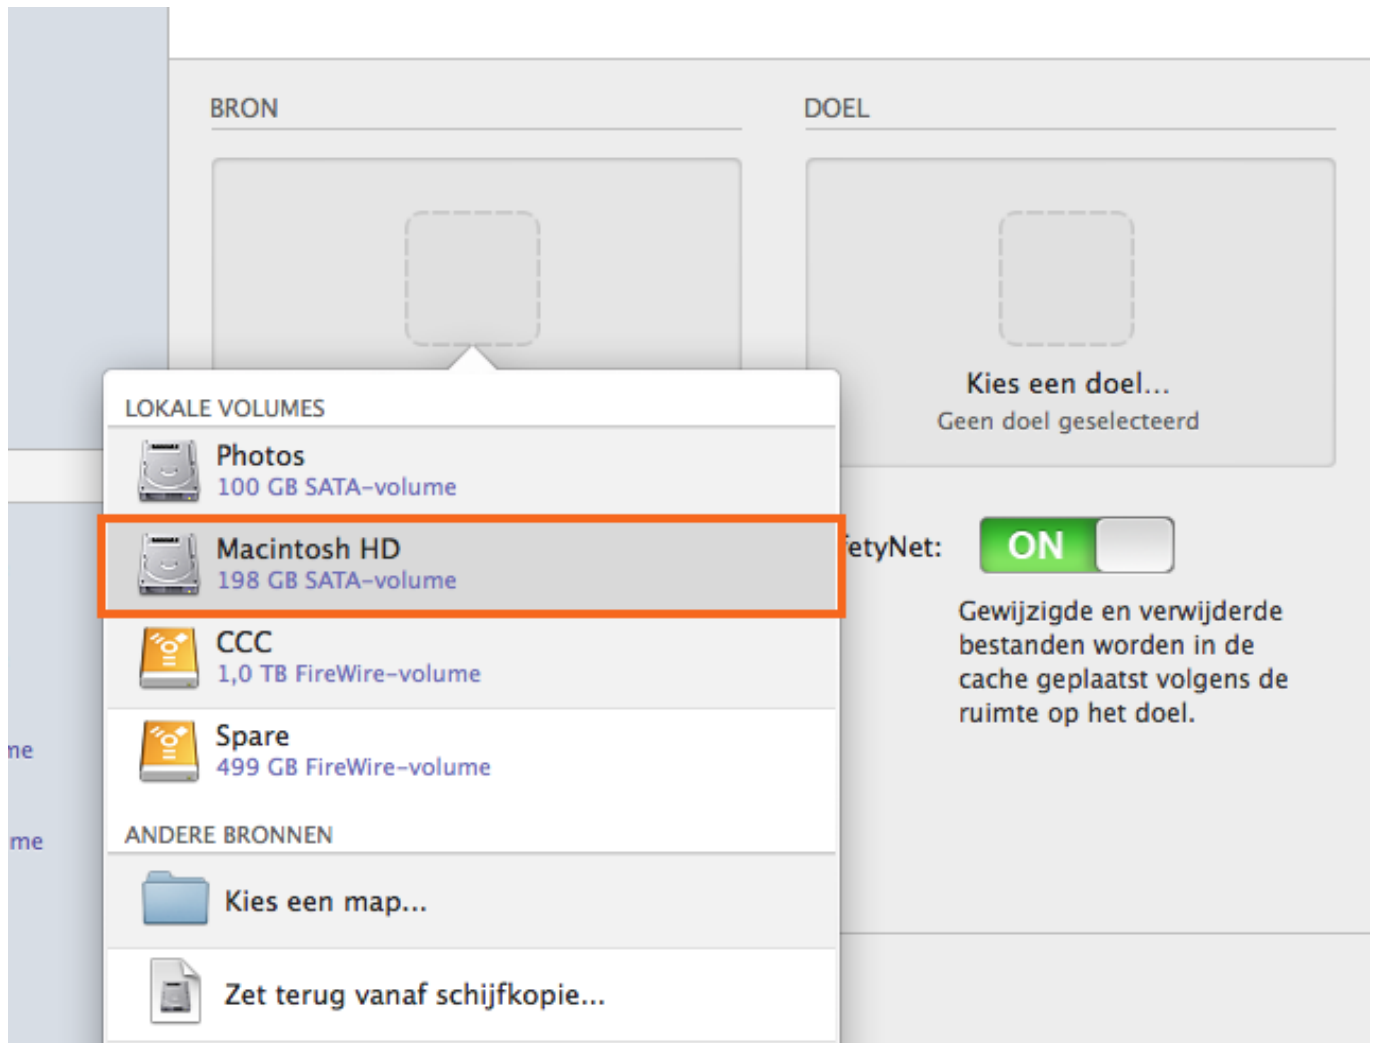 BRON
DOEL
Kies een doel...
Geen doel geselecteerd
LOKALE VOLUMES
Photos
100 GB SATA-volume
Macintosh HD
198 GB SATA-volume
CCC
1,0 TB FireWire-volume
Spare
499 GB FireWire-volume
ANDERE BRONNEN
Kies een map...
Zet terug vanaf schijfkopie...
etyNet:
ON
Gewijzigde en verwijderde
bestanden worden in de
cache geplaatst volgens de
ruimte op het doel.
me
me